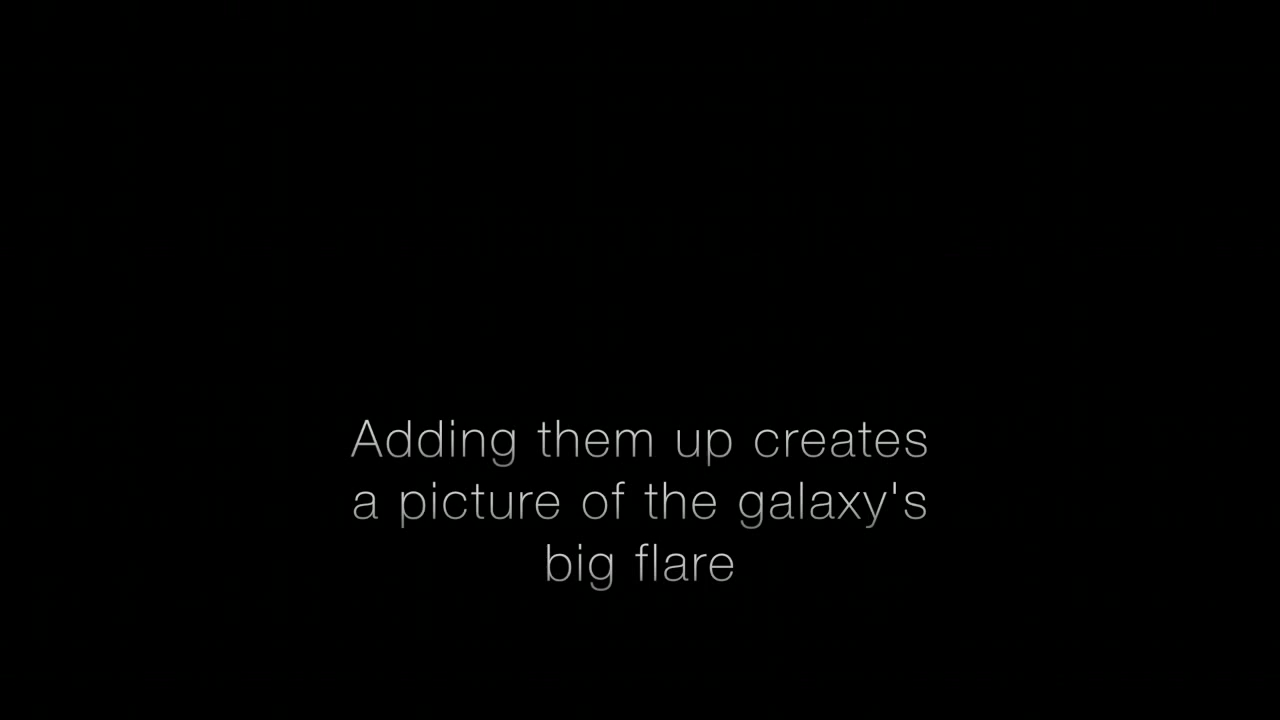 Adding them up creates
a picture of the galaxy's
big flare